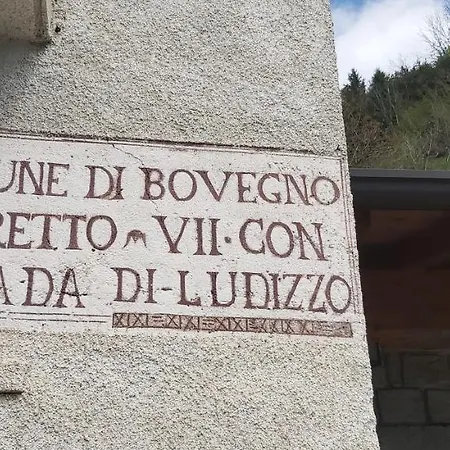 UNE DI BOVEGNO
RETTO VII·CON
ADA DI·LUDIZZO